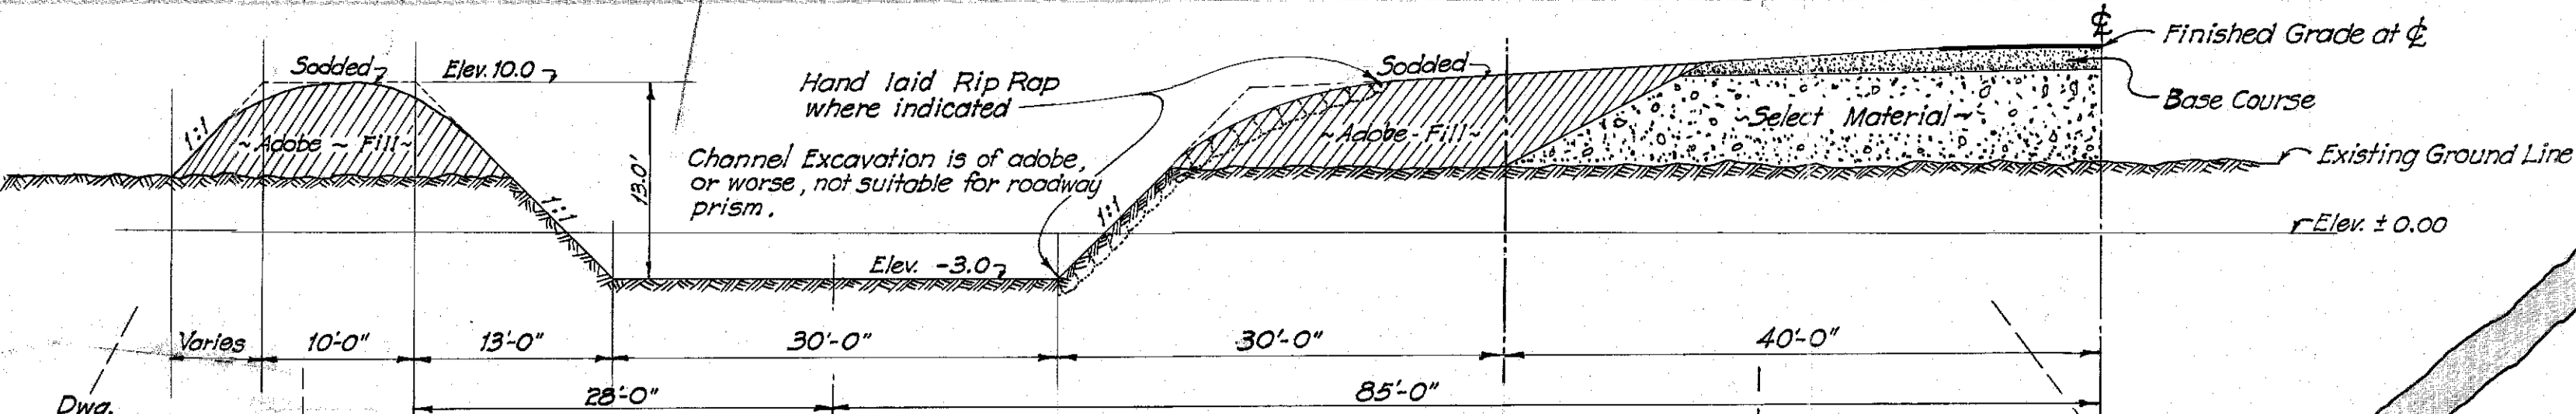 Sodded
Elev. 10.0
1:1
~Adobe ~ Fill~
1:1
13.0'
Hand laid Rip Rap
where indicated
Channel Excavation is of adobe,
or worse, not suitable for roadway
prism.
Elev. -3.0
1:1
Sodded
~Adobe-Fill~
~Select Material~
℄
Finished Grade at ℄
Base Course
Existing Ground Line
Elev. ± 0.00
Varies 10'-0" 13'-0" 30'-0" 30'-0" 40'-0"
28'-0" 85'-0"
Dwg.